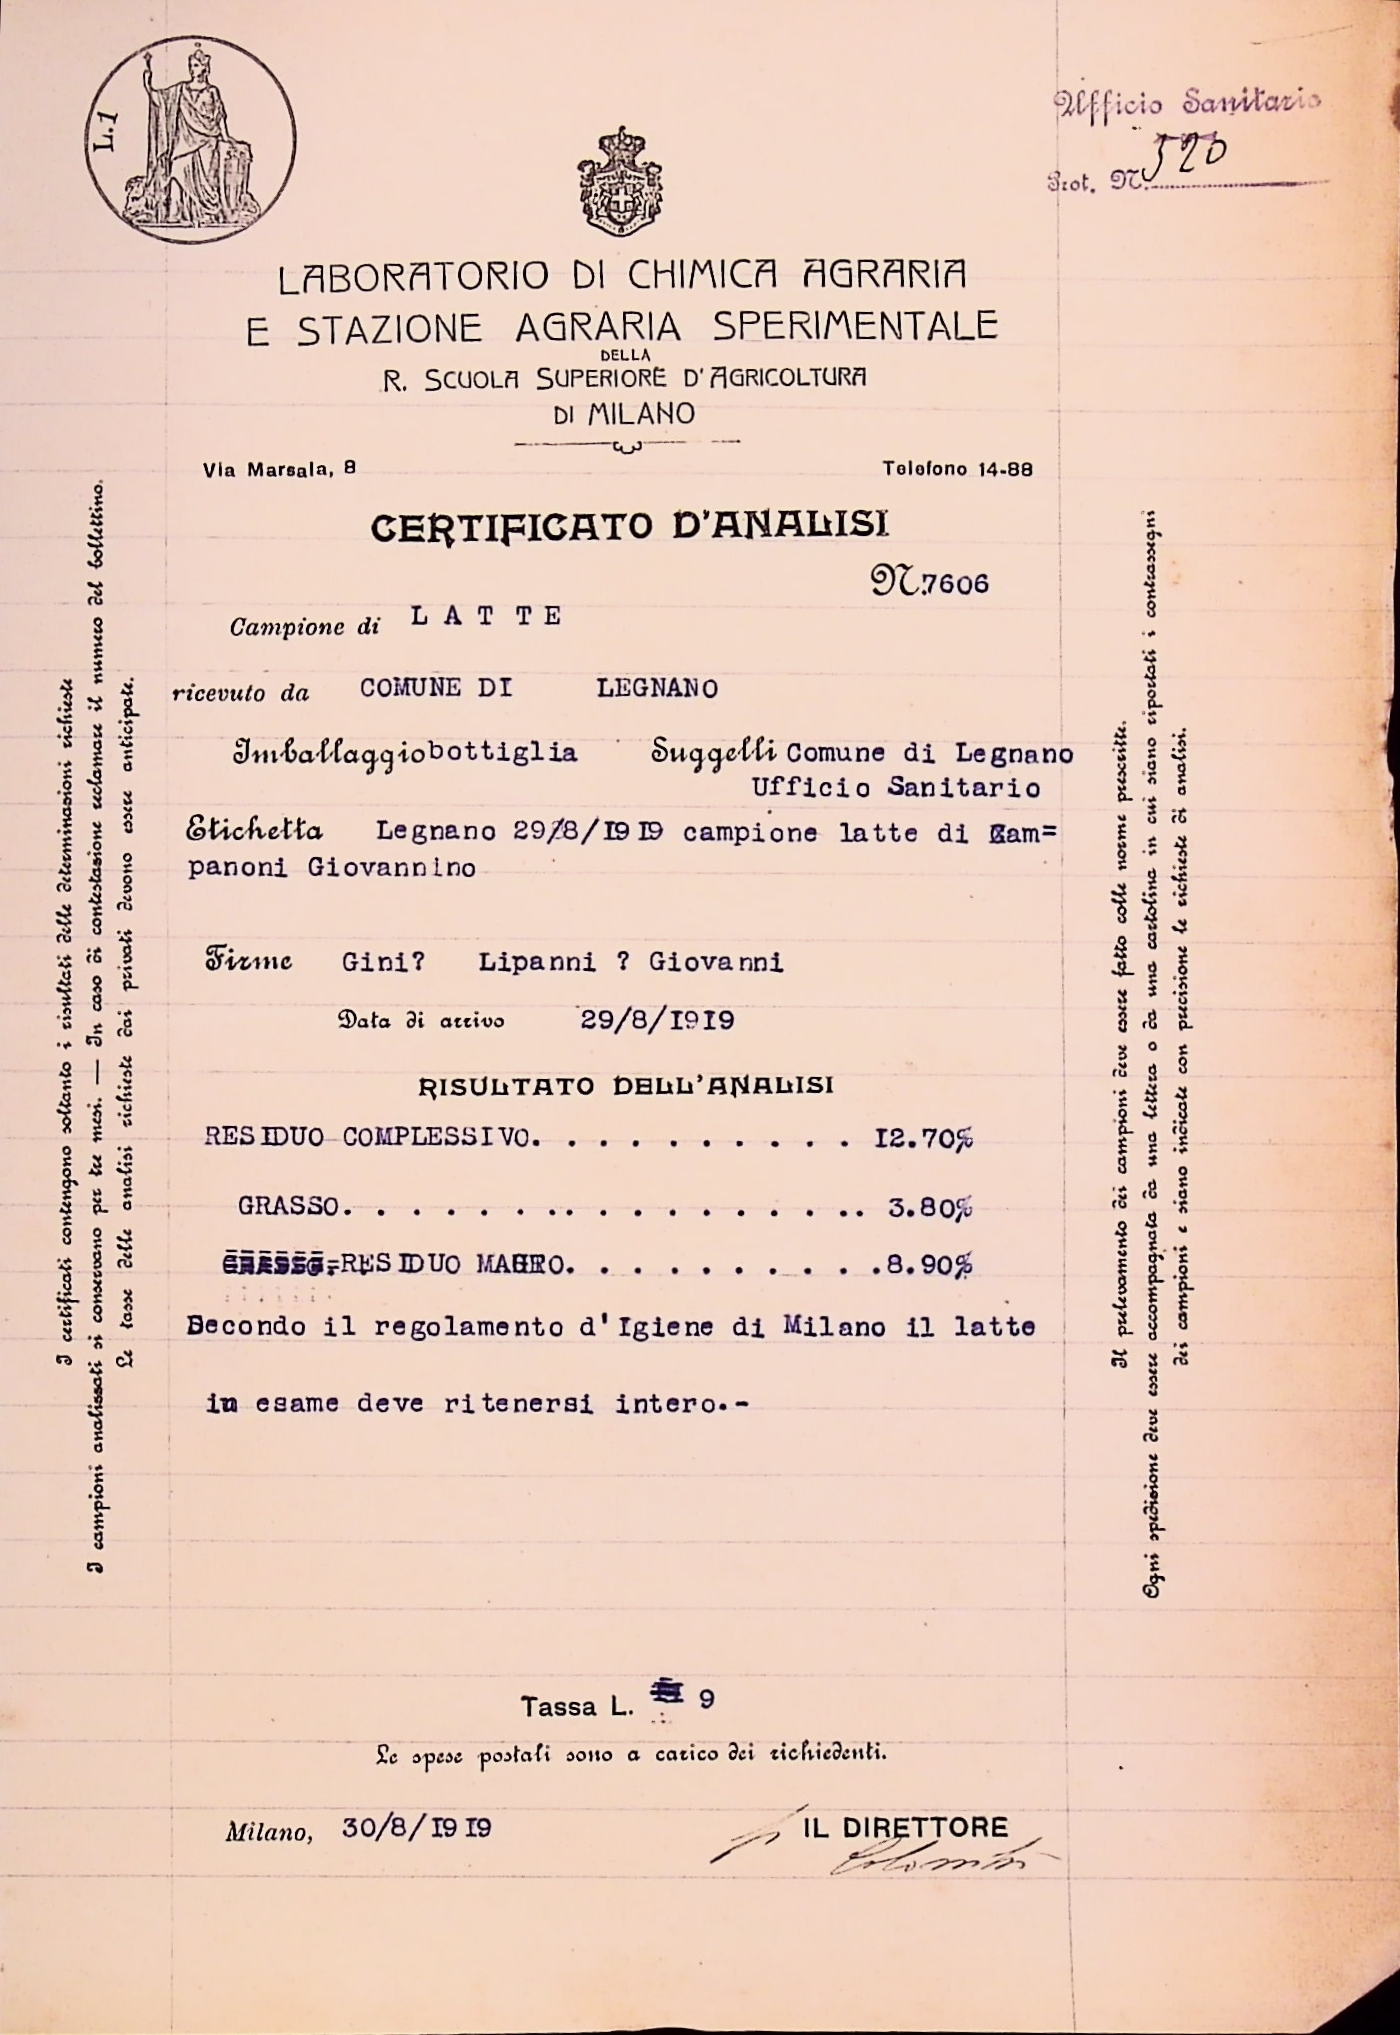 L.1
Ufficio Sanitario
Prot. N. 520
LABORATORIO DI CHIMICA AGRARIA
E STAZIONE AGRARIA SPERIMENTALE
DELLA
R. SCUOLA SUPERIORE D'AGRICOLTURA
DI MILANO
Via Marsala, 8 Telefono 14-88
CERTIFICATO D'ANALISI
N. 7606
Campione di LATTE
ricevuto da COMUNE DI LEGNANO
Imballaggio bottiglia Suggelli Comune di Legnano
Ufficio Sanitario
Etichetta Legnano 29/8/1919 campione latte di Zam=
panoni Giovannino
Firme Gini? Lipanni ? Giovanni
Data di arrivo 29/8/1919
RISULTATO DELL'ANALISI
RESIDUO COMPLESSIVO. . . . . . . . . . 12.70%
GRASSO. . . . . . . . . . . . . . . . . . 3.80%
RESIDUO MAGRO. . . . . . . . . . 8.90%
Secondo il regolamento d'Igiene di Milano il latte
in esame deve ritenersi intero.-
Tassa L. 9
Le spese postali sono a carico dei richiedenti.
Milano, 30/8/1919 IL DIRETTORE
I certificati contengono soltanto i risultati delle determinazioni richieste
I campioni analizzati si conservano per tre mesi. — In caso di contestazione reclamare il numero del bollettino.
Le tasse delle analisi richieste dai privati devono essere anticipate.
Il prelevamento dei campioni deve essere fatto colle norme prescritte.
Ogni spedizione deve essere accompagnata da una lettera o da una cartolina in cui siano riportati i contrassegni
dei campioni e siano indicate con precisione le richieste di analisi.